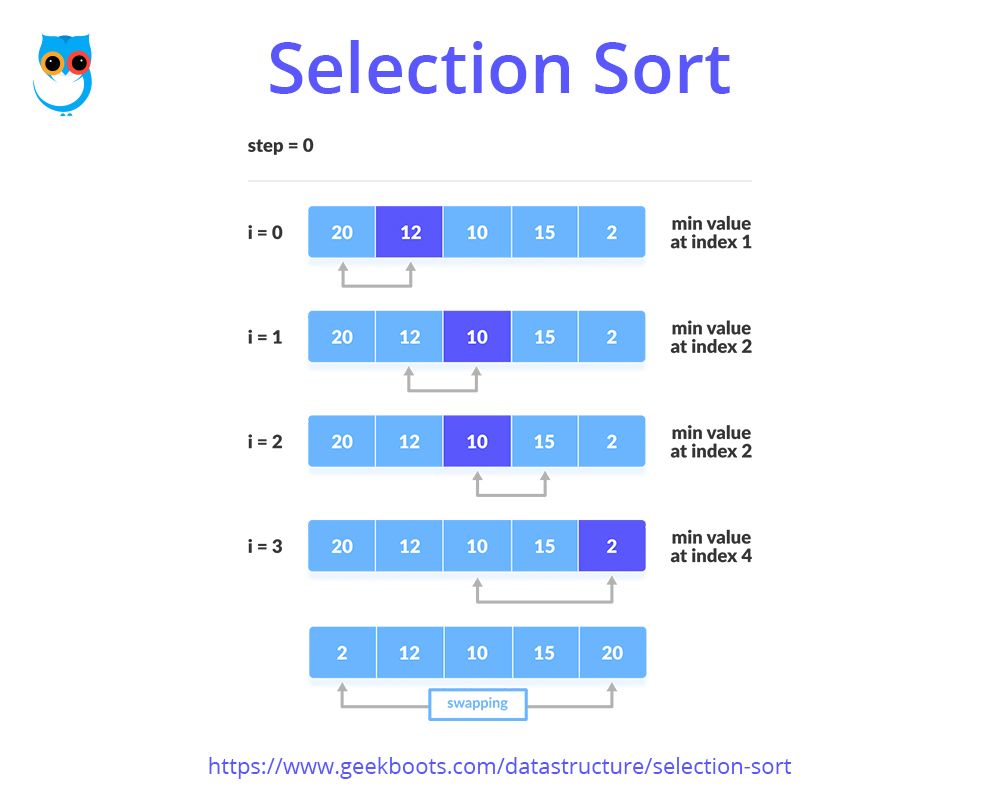 Selection Sort
step = 0
i = 0 20 12 10 15 2 min value
at index 1
i = 1 20 12 10 15 2 min value
at index 2
i = 2 20 12 10 15 2 min value
at index 2
i = 3 20 12 10 15 2 min value
at index 4
2 12 10 15 20
swapping
https://www.geekboots.com/datastructure/selection-sort